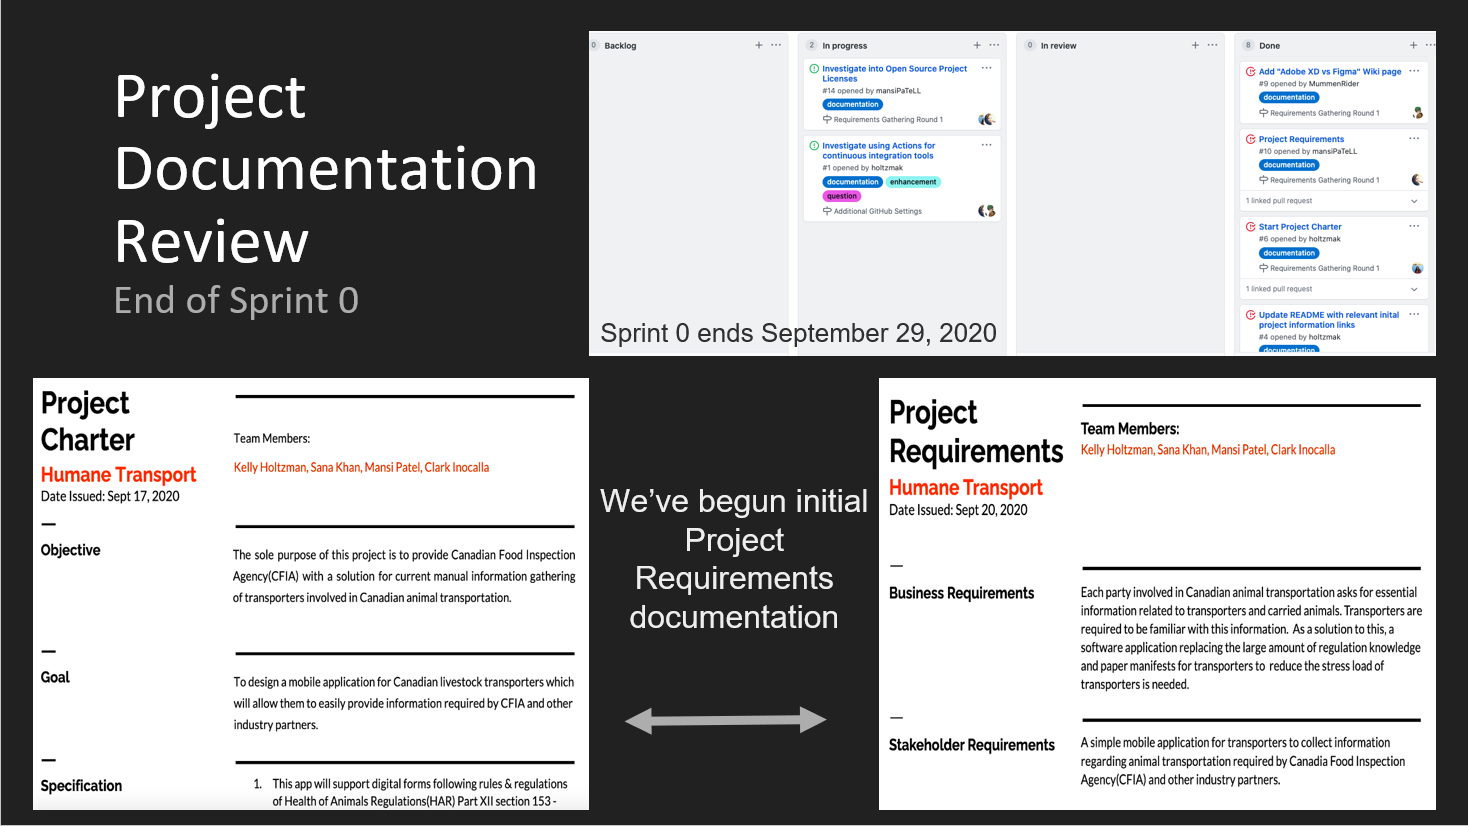 Project
Documentation
Review
End of Sprint 0
0 Backlog
2 In progress
Investigate into Open Source Project
Licenses
#14 opened by mansiPaTeLL
documentation
Requirements Gathering Round 1
Investigate using Actions for
continuous integration tools
#1 opened by holtzmak
documentation enhancement
question
Additional GitHub Settings
0 In review
8 Done
Add "Adobe XD vs Figma" Wiki page
#9 opened by MummenRider
documentation
Requirements Gathering Round 1
Project Requirements
#10 opened by mansiPaTeLL
documentation
Requirements Gathering Round 1
1 linked pull request
Start Project Charter
#6 opened by holtzmak
documentation
Requirements Gathering Round 1
1 linked pull request
Update README with relevant inital
project information links
#4 opened by holtzmak
documentation
Sprint 0 ends September 29, 2020
Project
Charter
Humane Transport
Date Issued: Sept 17, 2020
Team Members:
Kelly Holtzman, Sana Khan, Mansi Patel, Clark Inocalla
Objective
The sole purpose of this project is to provide Canadian Food Inspection
Agency(CFIA) with a solution for current manual information gathering
of transporters involved in Canadian animal transportation.
Goal
To design a mobile application for Canadian livestock transporters which
will allow them to easily provide information required by CFIA and other
industry partners.
Specification
1. This app will support digital forms following rules & regulations
of Health of Animals Regulations(HAR) Part XII section 153 -
We've begun initial
Project
Requirements
documentation
Project
Requirements
Humane Transport
Date Issued: Sept 20, 2020
Team Members:
Kelly Holtzman, Sana Khan, Mansi Patel, Clark Inocalla
Business Requirements
Each party involved in Canadian animal transportation asks for essential
information related to transporters and carried animals. Transporters are
required to be familiar with this information. As a solution to this, a
software application replacing the large amount of regulation knowledge
and paper manifests for transporters to reduce the stress load of
transporters is needed.
Stakeholder Requirements
A simple mobile application for transporters to collect information
regarding animal transportation required by Canadia Food Inspection
Agency(CFIA) and other industry partners.